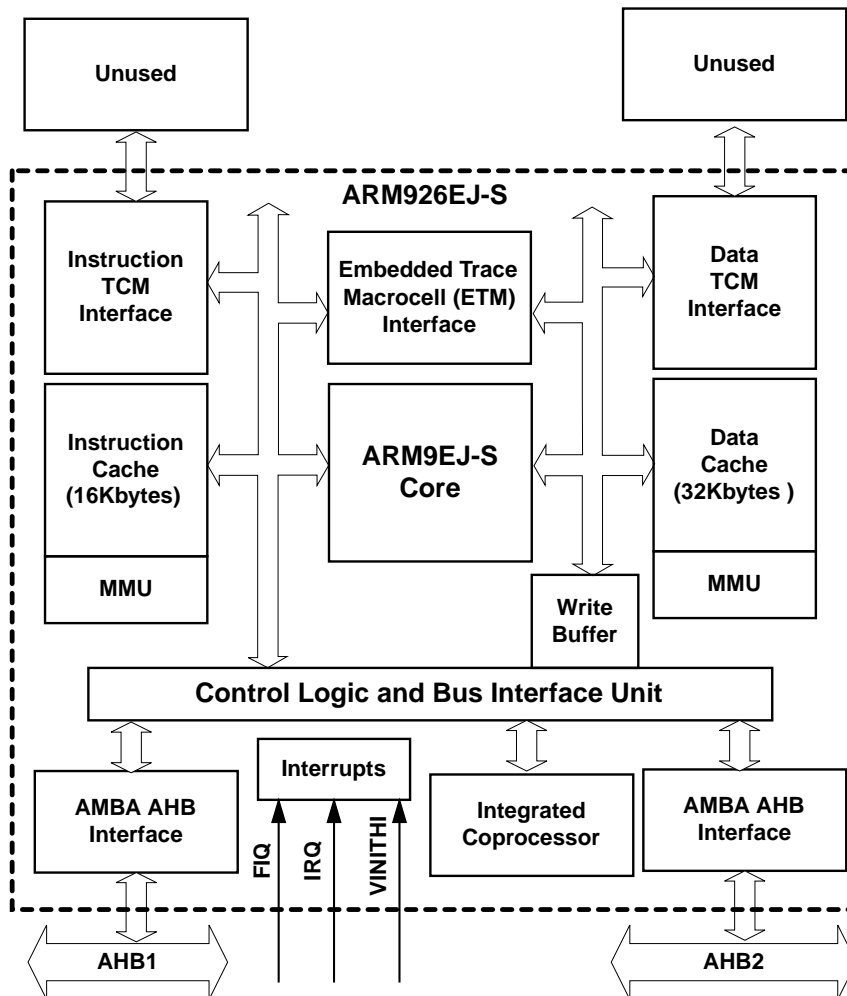 Unused
Unused
ARM926EJ-S
Instruction
TCM
Interface
Embedded Trace
Macrocell (ETM)
Interface
Data
TCM
Interface
Instruction
Cache
(16Kbytes)
ARM9EJ-S
Core
Data
Cache
(32Kbytes )
MMU
MMU
Write
Buffer
Control Logic and Bus Interface Unit
Interrupts
AMBA AHB
Interface
Integrated
Coprocessor
AMBA AHB
Interface
FIQ
IRQ
VINITHI
AHB1
AHB2